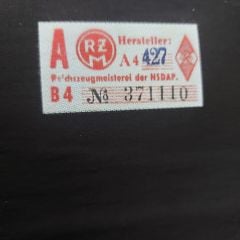 A RZM Hersteller:
A4 427
Reichszeugmeisterei der NSDAP.
B4 № 371110